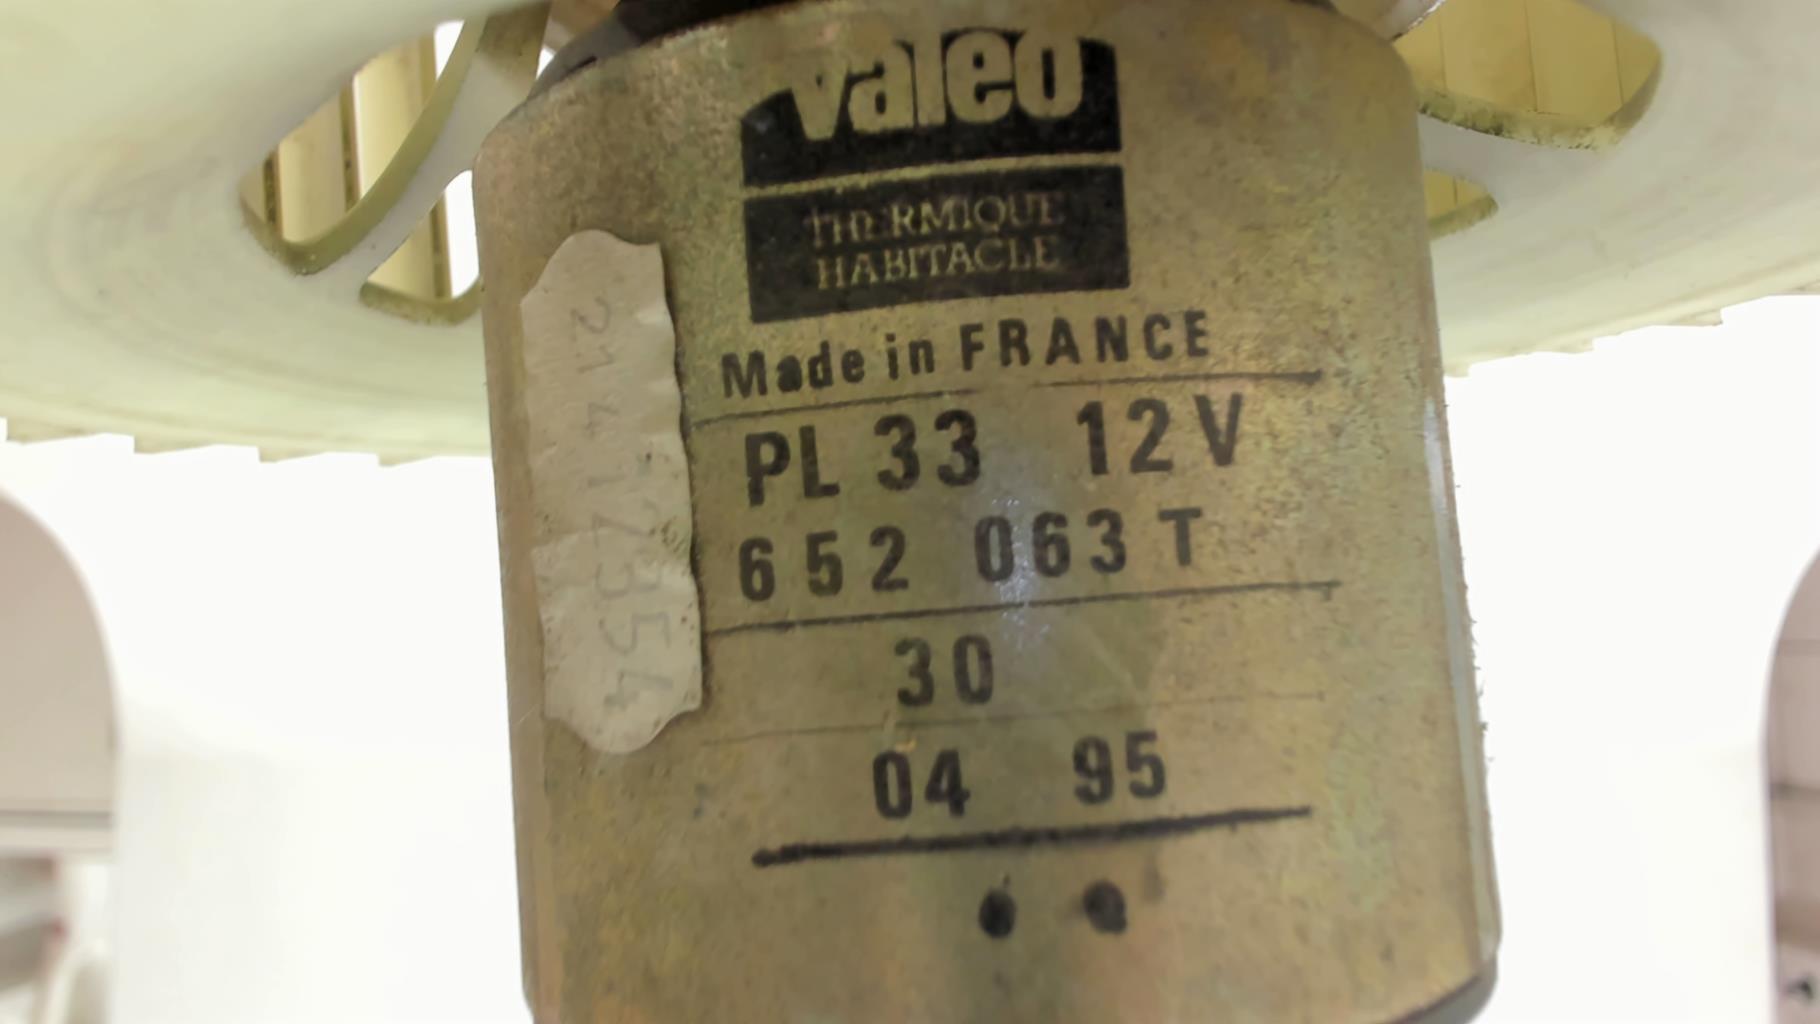 Valeo
THERMIQUE
HABITACLE
Made in FRANCE
PL 33 12V
652 063 T
30
04 95